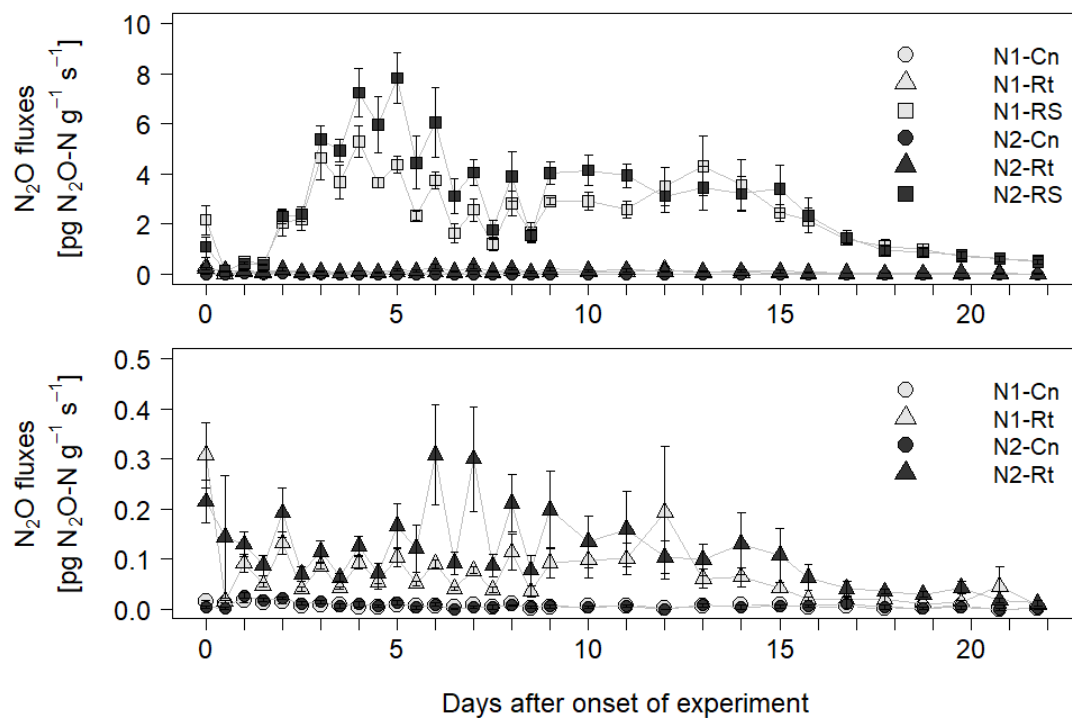 N₂O fluxes
[pg N₂O-N g⁻¹ s⁻¹]
10
8
6
4
2
0
N1-Cn
N1-Rt
N1-RS
N2-Cn
N2-Rt
N2-RS
0 5 10 15 20
N₂O fluxes
[pg N₂O-N g⁻¹ s⁻¹]
0.5
0.4
0.3
0.2
0.1
0.0
N1-Cn
N1-Rt
N2-Cn
N2-Rt
0 5 10 15 20
Days after onset of experiment